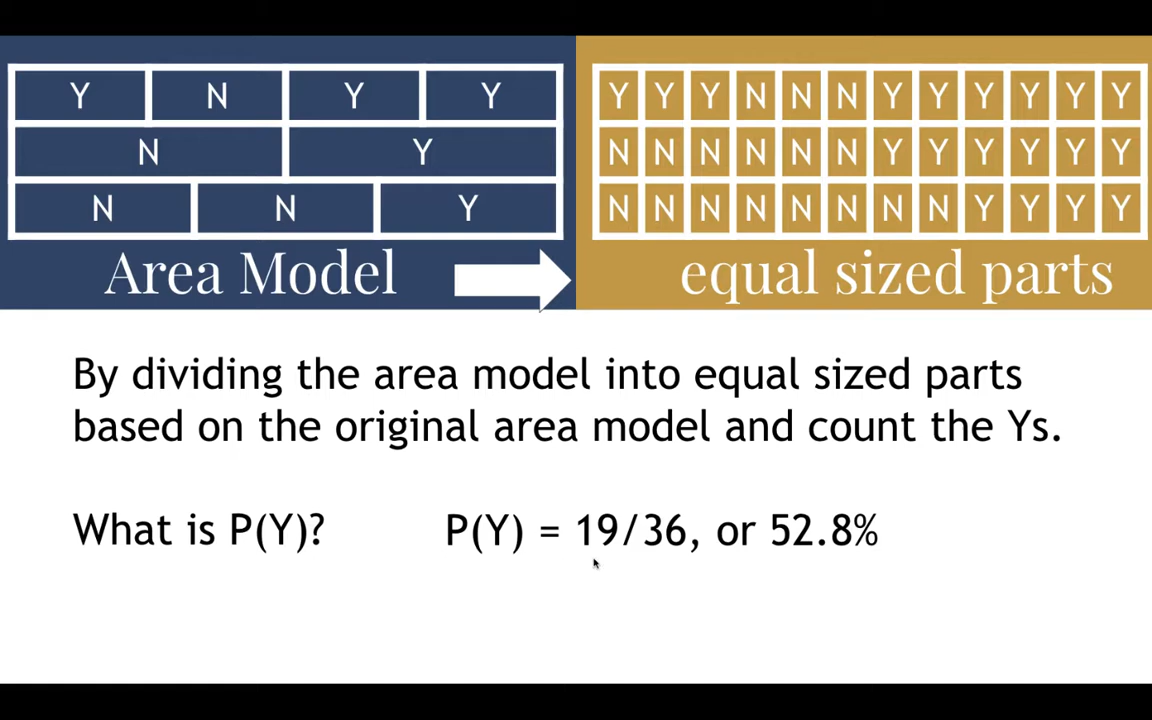 Y N Y Y
N Y
N N Y
Area Model
Y Y Y N N N Y Y Y Y Y Y
N N N N N N Y Y Y Y Y Y
N N N N N N N N Y Y Y Y
equal sized parts
By dividing the area model into equal sized parts
based on the original area model and count the Ys.
What is P(Y)? P(Y) = 19/36, or 52.8%